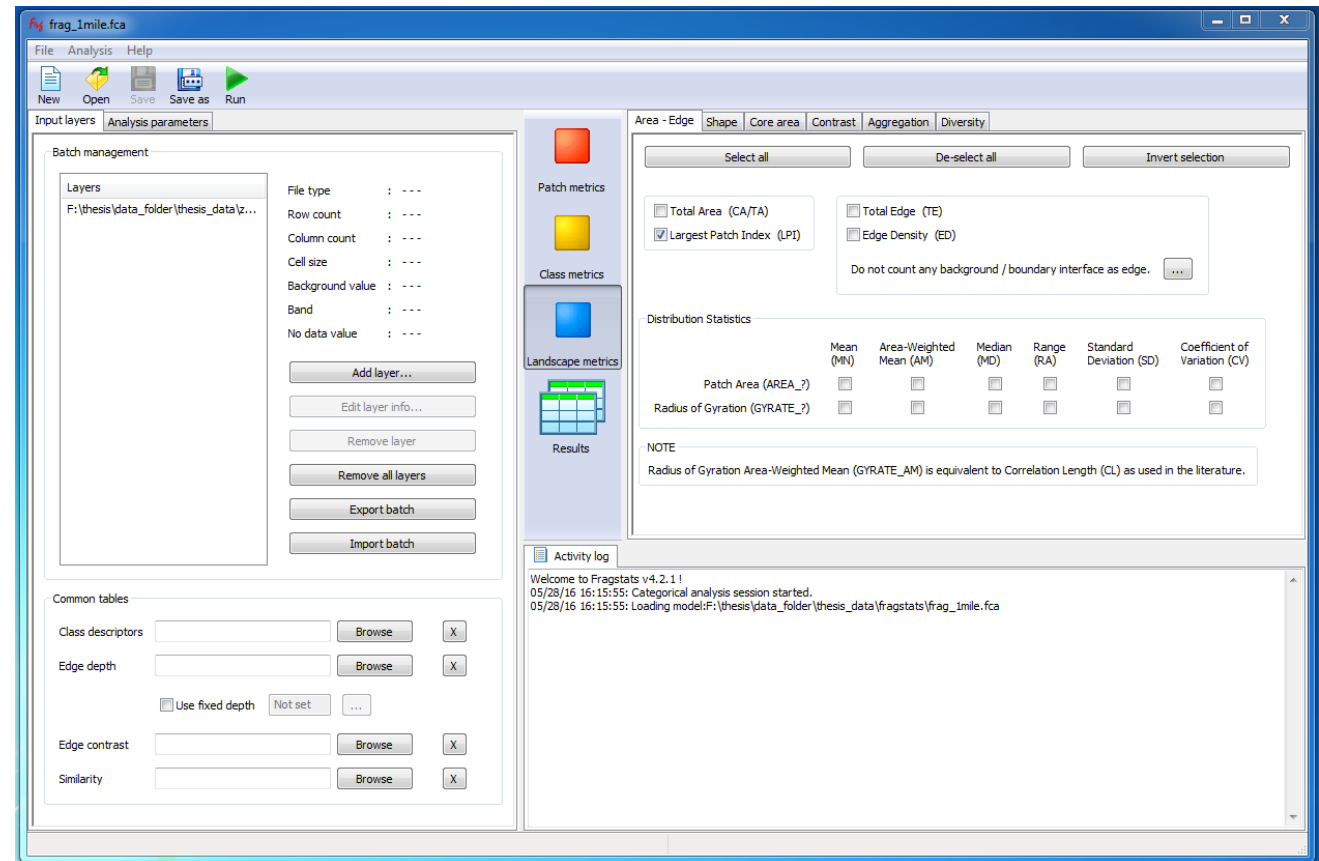 frag_1mile.fca
File Analysis Help
New Open Save Save as Run
Input layers Analysis parameters
Batch management
Layers
F:\thesis\data_folder\thesis_data\z...
File type : ---
Row count : ---
Column count : ---
Cell size : ---
Background value : ---
Band : ---
No data value : ---
Add layer...
Edit layer info...
Remove layer
Remove all layers
Export batch
Import batch
Common tables
Class descriptors Browse X
Edge depth Browse X
Use fixed depth Not set ...
Edge contrast Browse X
Similarity Browse X
Patch metrics
Class metrics
Landscape metrics
Results
Area - Edge Shape Core area Contrast Aggregation Diversity
Select all De-select all Invert selection
Total Area (CA/TA)
Largest Patch Index (LPI)
Total Edge (TE)
Edge Density (ED)
Do not count any background / boundary interface as edge. ...
Distribution Statistics
Mean Area-Weighted Median Range Standard Coefficient of
(MN) Mean (AM) (MD) (RA) Deviation (SD) Variation (CV)
Patch Area (AREA_?)
Radius of Gyration (GYRATE_?)
NOTE
Radius of Gyration Area-Weighted Mean (GYRATE_AM) is equivalent to Correlation Length (CL) as used in the literature.
Activity log
Welcome to Fragstats v4.2.1 !
05/28/16 16:15:55: Categorical analysis session started.
05/28/16 16:15:55: Loading model:F:\thesis\data_folder\thesis_data\fragstats\frag_1mile.fca